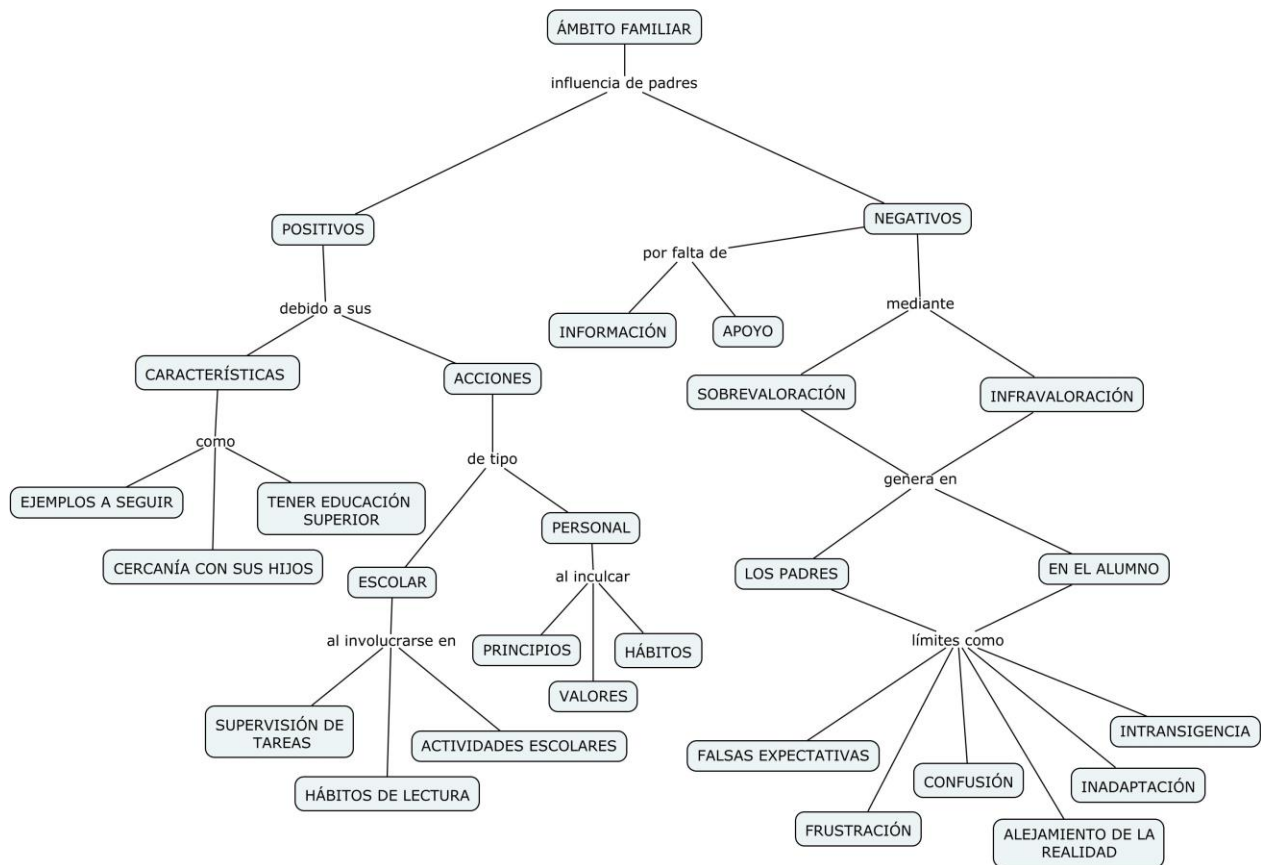 ÁMBITO FAMILIAR
influencia de padres
POSITIVOS
NEGATIVOS
por falta de
debido a sus
mediante
INFORMACIÓN
APOYO
CARACTERÍSTICAS
ACCIONES
SOBREVALORACIÓN
INFRAVALORACIÓN
como
de tipo
genera en
EJEMPLOS A SEGUIR
TENER EDUCACIÓN
SUPERIOR
CERCANÍA CON SUS HIJOS
PERSONAL
ESCOLAR
al inculcar
LOS PADRES
EN EL ALUMNO
al involucrarse en
PRINCIPIOS
HÁBITOS
VALORES
límites como
SUPERVISIÓN DE
TAREAS
ACTIVIDADES ESCOLARES
HÁBITOS DE LECTURA
FALSAS EXPECTATIVAS
INTRANSIGENCIA
CONFUSIÓN
INADAPTACIÓN
FRUSTRACIÓN
ALEJAMIENTO DE LA
REALIDAD